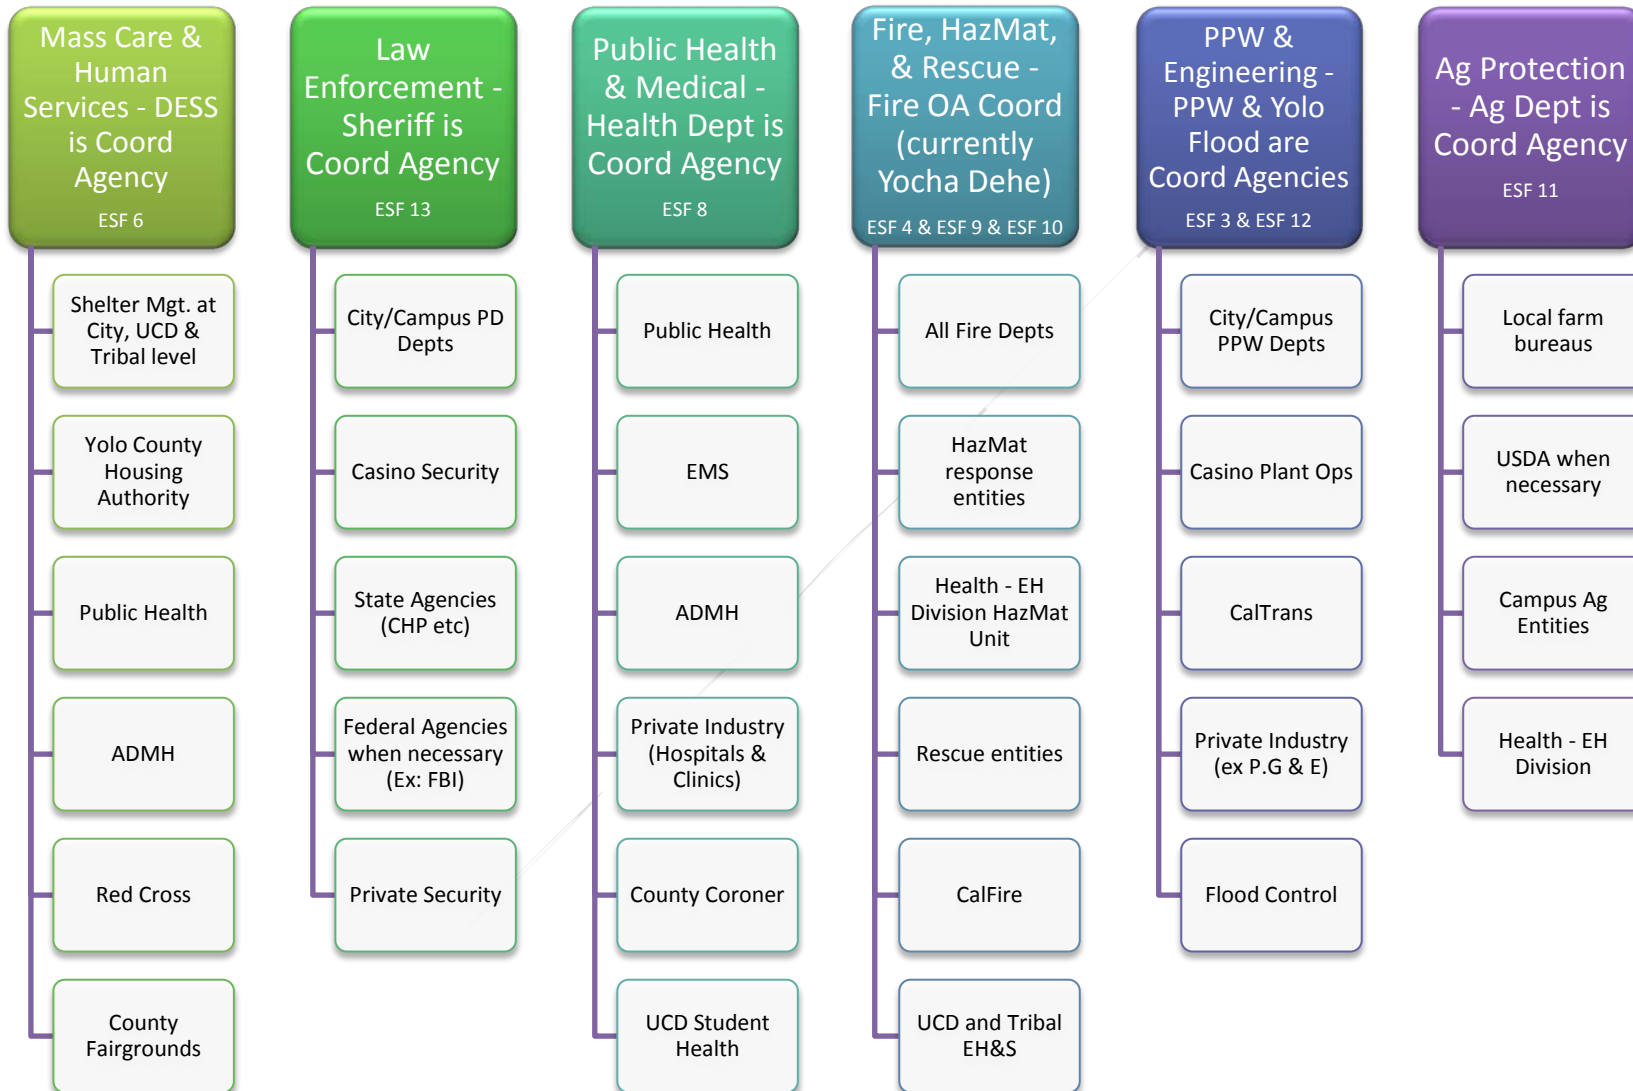 Mass Care &
Human
Services - DESS
is Coord
Agency
ESF 6
Shelter Mgt. at
City, UCD &
Tribal level
Yolo County
Housing
Authority
Public Health
ADMH
Red Cross
County
Fairgrounds
Law
Enforcement -
Sheriff is
Coord Agency
ESF 13
City/Campus PD
Depts
Casino Security
State Agencies
(CHP etc)
Federal Agencies
when necessary
(Ex: FBI)
Private Security
Public Health
& Medical -
Health Dept is
Coord Agency
ESF 8
Public Health
EMS
ADMH
Private Industry
(Hospitals &
Clinics)
County Coroner
UCD Student
Health
Fire, HazMat,
& Rescue -
Fire OA Coord
(currently
Yocha Dehe)
ESF 4 & ESF 9 & ESF 10
All Fire Depts
HazMat
response
entities
Health - EH
Division HazMat
Unit
Rescue entities
CalFire
UCD and Tribal
EH&S
PPW &
Engineering -
PPW & Yolo
Flood are
Coord Agencies
ESF 3 & ESF 12
City/Campus
PPW Depts
Casino Plant Ops
CalTrans
Private Industry
(ex P.G & E)
Flood Control
Ag Protection
- Ag Dept is
Coord Agency
ESF 11
Local farm
bureaus
USDA when
necessary
Campus Ag
Entities
Health - EH
Division